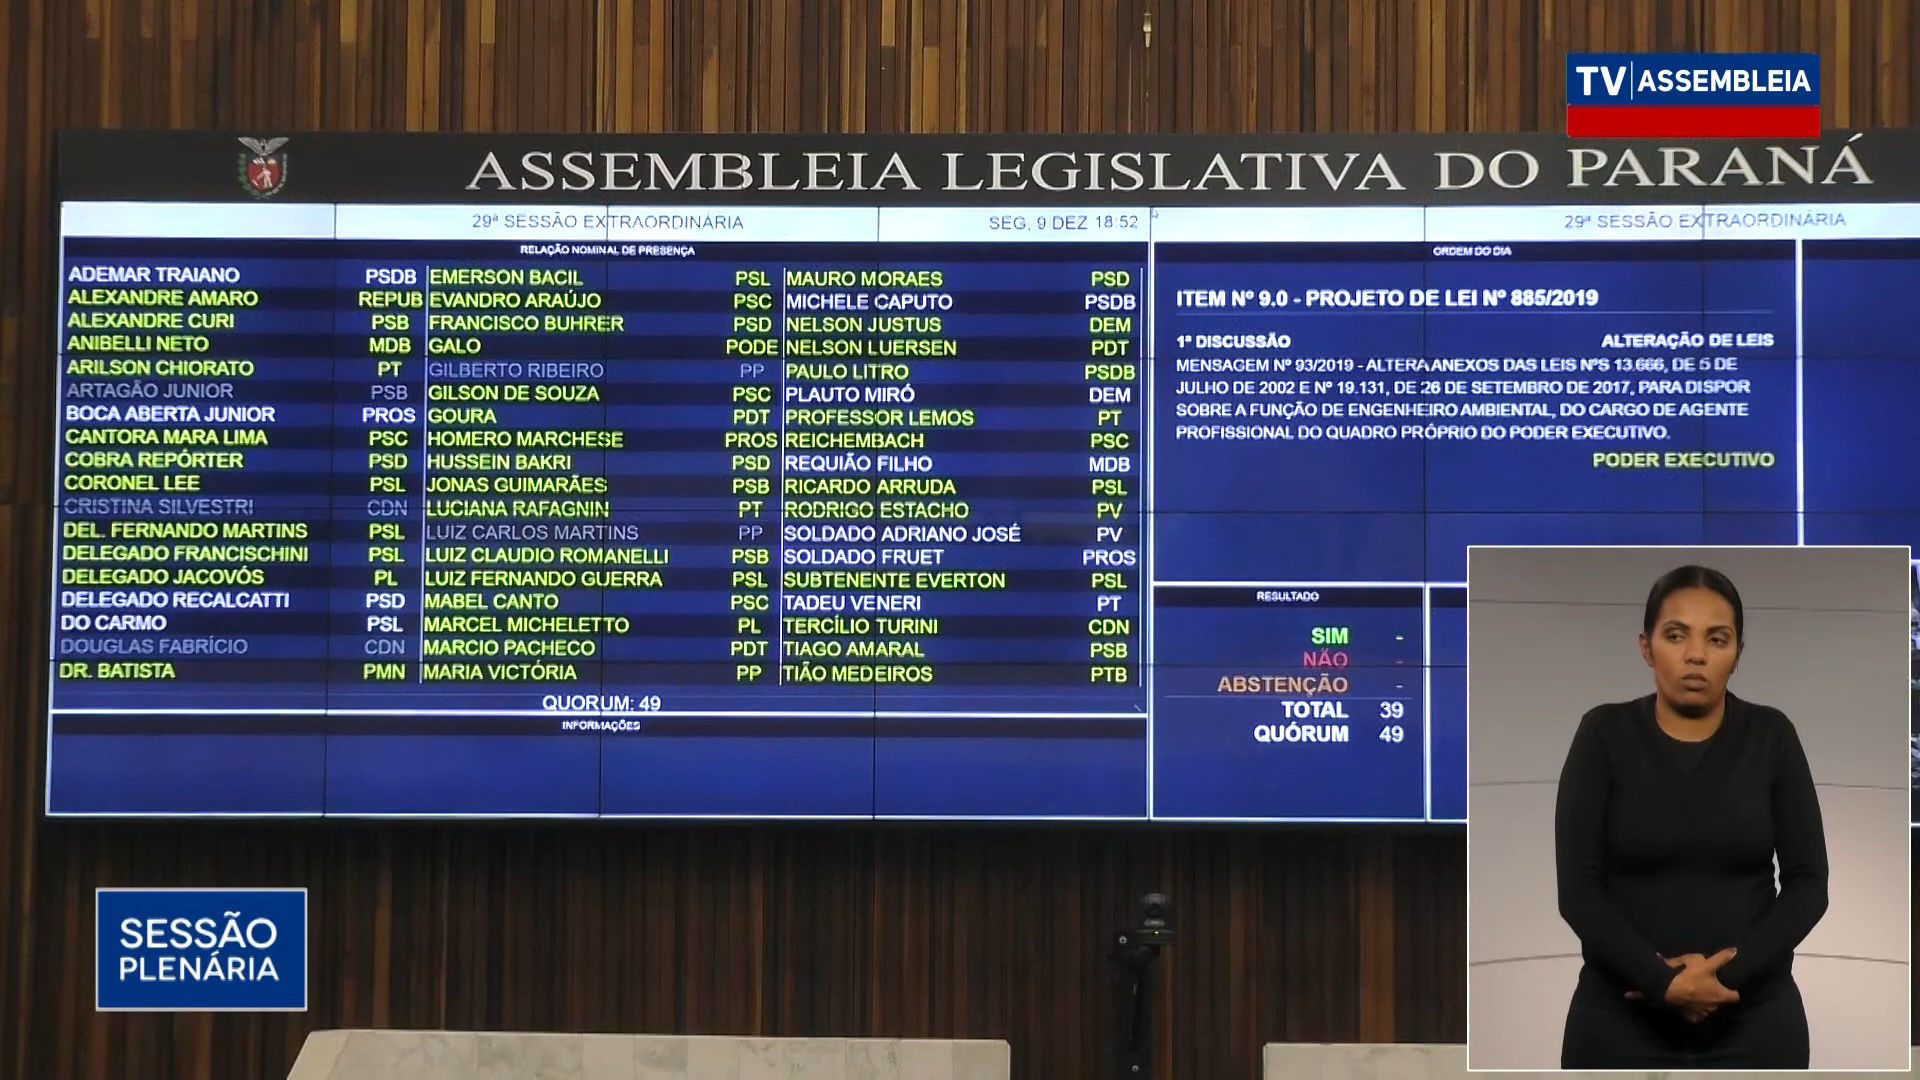 TV ASSEMBLEIA
ASSEMBLEIA LEGISLATIVA DO PARANÁ
29ª SESSÃO EXTRAORDINÁRIA SEG, 9 DEZ 18:52
RELAÇÃO NOMINAL DE PRESENÇA
ADEMAR TRAIANO PSDB
ALEXANDRE AMARO REPUB
ALEXANDRE CURI PSB
ANIBELLI NETO MDB
ARILSON CHIORATO PT
ARTAGÃO JUNIOR PSB
BOCA ABERTA JUNIOR PROS
CANTORA MARA LIMA PSC
COBRA REPÓRTER PSD
CORONEL LEE PSL
CRISTINA SILVESTRI CDN
DEL. FERNANDO MARTINS PSL
DELEGADO FRANCISCHINI PSL
DELEGADO JACOVÓS PL
DELEGADO RECALCATTI PSD
DO CARMO PSL
DOUGLAS FABRÍCIO CDN
DR. BATISTA PMN
EMERSON BACIL PSL
EVANDRO ARAÚJO PSC
FRANCISCO BUHRER PSD
GALO PODE
GILBERTO RIBEIRO PP
GILSON DE SOUZA PSC
GOURA PDT
HOMERO MARCHESE PROS
HUSSEIN BAKRI PSD
JONAS GUIMARÃES PSB
LUCIANA RAFAGNIN PT
LUIZ CARLOS MARTINS PP
LUIZ CLAUDIO ROMANELLI PSB
LUIZ FERNANDO GUERRA PSL
MABEL CANTO PSC
MARCEL MICHELETTO PL
MARCIO PACHECO PDT
MARIA VICTÓRIA PP
MAURO MORAES PSD
MICHELE CAPUTO PSDB
NELSON JUSTUS DEM
NELSON LUERSEN PDT
PAULO LITRO PSDB
PLAUTO MIRÓ DEM
PROFESSOR LEMOS PT
REICHEMBACH PSC
REQUIÃO FILHO MDB
RICARDO ARRUDA PSL
RODRIGO ESTACHO PV
SOLDADO ADRIANO JOSÉ PV
SOLDADO FRUET PROS
SUBTENENTE EVERTON PSL
TADEU VENERI PT
TERCÍLIO TURINI CDN
TIAGO AMARAL PSB
TIÃO MEDEIROS PTB
QUORUM: 49
INFORMAÇÕES
29ª SESSÃO EXTRAORDINÁRIA
ORDEM DO DIA
ITEM Nº 9.0 - PROJETO DE LEI Nº 885/2019
1ª DISCUSSÃO ALTERAÇÃO DE LEIS
MENSAGEM Nº 93/2019 - ALTERA ANEXOS DAS LEIS NºS 13.666, DE 5 DE
JULHO DE 2002 E Nº 19.131, DE 26 DE SETEMBRO DE 2017, PARA DISPOR
SOBRE A FUNÇÃO DE ENGENHEIRO AMBIENTAL, DO CARGO DE AGENTE
PROFISSIONAL DO QUADRO PRÓPRIO DO PODER EXECUTIVO.
PODER EXECUTIVO
RESULTADO
SIM -
NÃO -
ABSTENÇÃO -
TOTAL 39
QUÓRUM 49
SESSÃO
PLENÁRIA